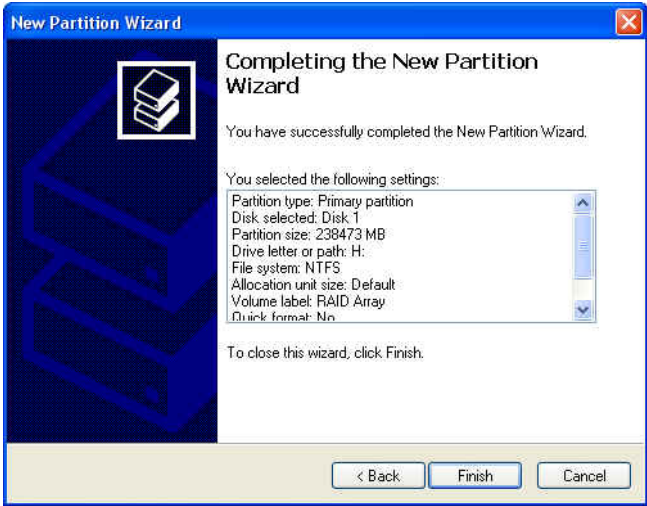 New Partition Wizard
Completing the New Partition
Wizard
You have successfully completed the New Partition Wizard.
You selected the following settings:
Partition type: Primary partition
Disk selected: Disk 1
Partition size: 238473 MB
Drive letter or path: H:
File system: NTFS
Allocation unit size: Default
Volume label: RAID Array
Quick format: No
To close this wizard, click Finish.
< Back
Finish
Cancel